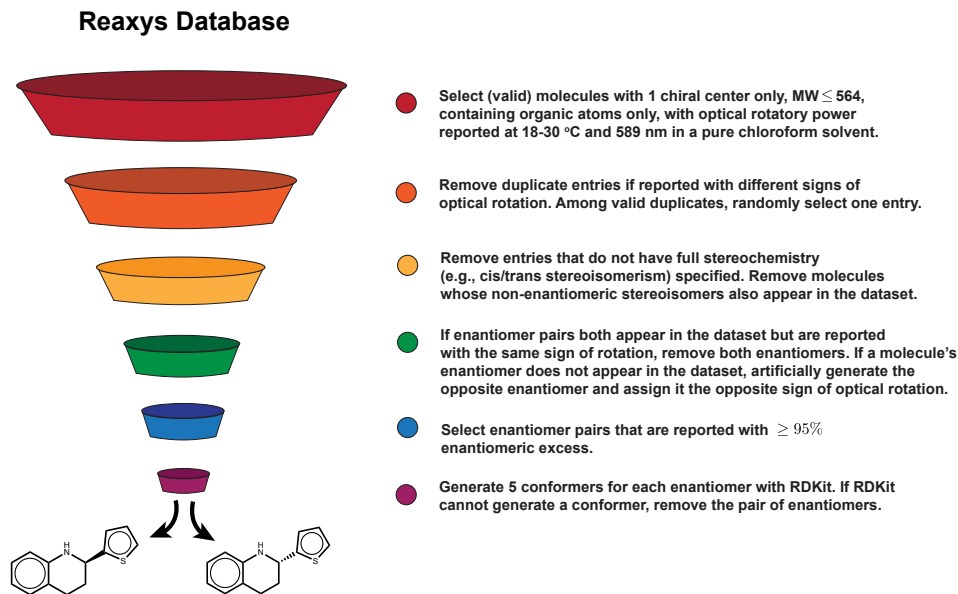 Reaxys Database
Select (valid) molecules with 1 chiral center only, MW ≤ 564,
containing organic atoms only, with optical rotatory power
reported at 18-30 °C and 589 nm in a pure chloroform solvent.
Remove duplicate entries if reported with different signs of
optical rotation. Among valid duplicates, randomly select one entry.
Remove entries that do not have full stereochemistry
(e.g., cis/trans stereoisomerism) specified. Remove molecules
whose non-enantiomeric stereoisomers also appear in the dataset.
If enantiomer pairs both appear in the dataset but are reported
with the same sign of rotation, remove both enantiomers. If a molecule's
enantiomer does not appear in the dataset, artificially generate the
opposite enantiomer and assign it the opposite sign of optical rotation.
Select enantiomer pairs that are reported with ≥ 95%
enantiomeric excess.
Generate 5 conformers for each enantiomer with RDKit. If RDKit
cannot generate a conformer, remove the pair of enantiomers.
H
N
S
H
N
S